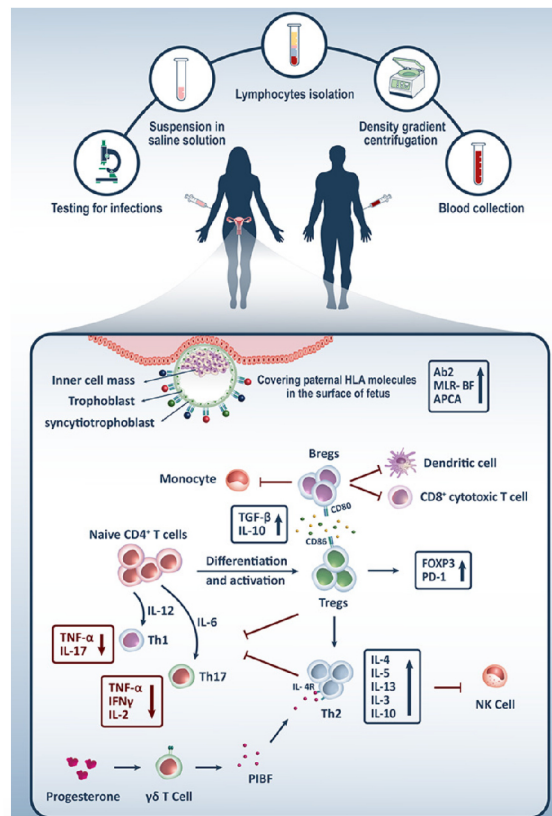 Lymphocytes isolation
Suspension in
saline solution
Density gradient
centrifugation
Testing for infections
Blood collection
Inner cell mass
Trophoblast
syncytiotrophoblast
Covering paternal HLA molecules
in the surface of fetus
Ab2
MLR- BF
APCA
Bregs
Monocyte
Dendritic cell
CD8⁺ cytotoxic T cell
CD80
TGF-β
IL-10
CD86
Naive CD4⁺ T cells
Differentiation
and activation
FOXP3
PD-1
Tregs
IL-12
IL-6
TNF-α
IL-17
Th1
Th17
TNF-α
IFNγ
IL-2
IL- 4R
Th2
IL-4
IL-5
IL-13
IL-3
IL-10
NK Cell
Progesterone
γδ T Cell
PIBF